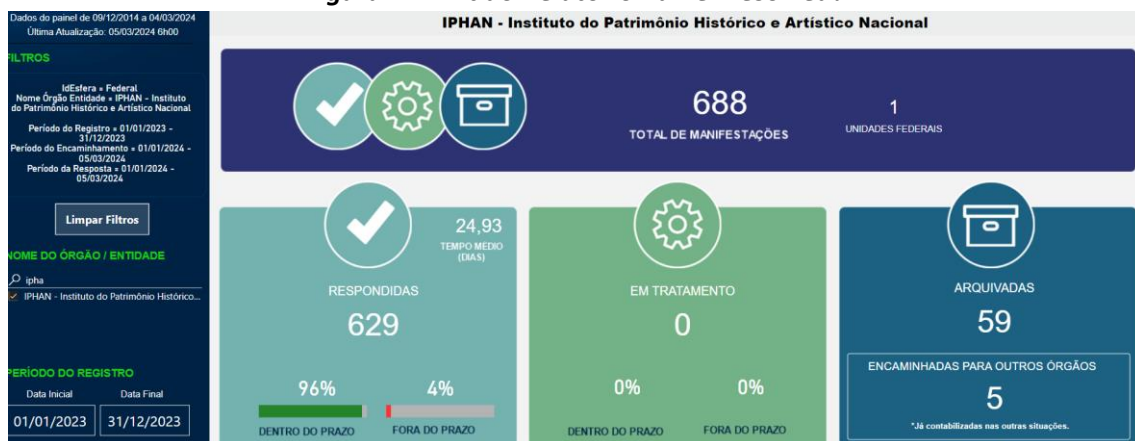 Dados do painel de 09/12/2014 a 04/03/2024
Última Atualização: 05/03/2024 6h00
FILTROS
IdEsfera = Federal
Nome Órgão Entidade = IPHAN - Instituto
do Patrimônio Histórico e Artístico Nacional
Período do Registro = 01/01/2023 -
31/12/2023
Período do Encaminhamento = 01/01/2024 -
05/03/2024
Período da Resposta = 01/01/2024 -
05/03/2024
Limpar Filtros
NOME DO ÓRGÃO / ENTIDADE
ipha
IPHAN - Instituto do Patrimônio Histórico...
PERÍODO DO REGISTRO
Data Inicial
Data Final
01/01/2023
31/12/2023
IPHAN - Instituto do Patrimônio Histórico e Artístico Nacional
688
TOTAL DE MANIFESTAÇÕES
1
UNIDADES FEDERAIS
24,93
TEMPO MÉDIO
(DIAS)
RESPONDIDAS
629
96%
4%
DENTRO DO PRAZO
FORA DO PRAZO
EM TRATAMENTO
0
0%
0%
DENTRO DO PRAZO
FORA DO PRAZO
ARQUIVADAS
59
ENCAMINHADAS PARA OUTROS ÓRGÃOS
5
*Já contabilizadas nas outras situações.